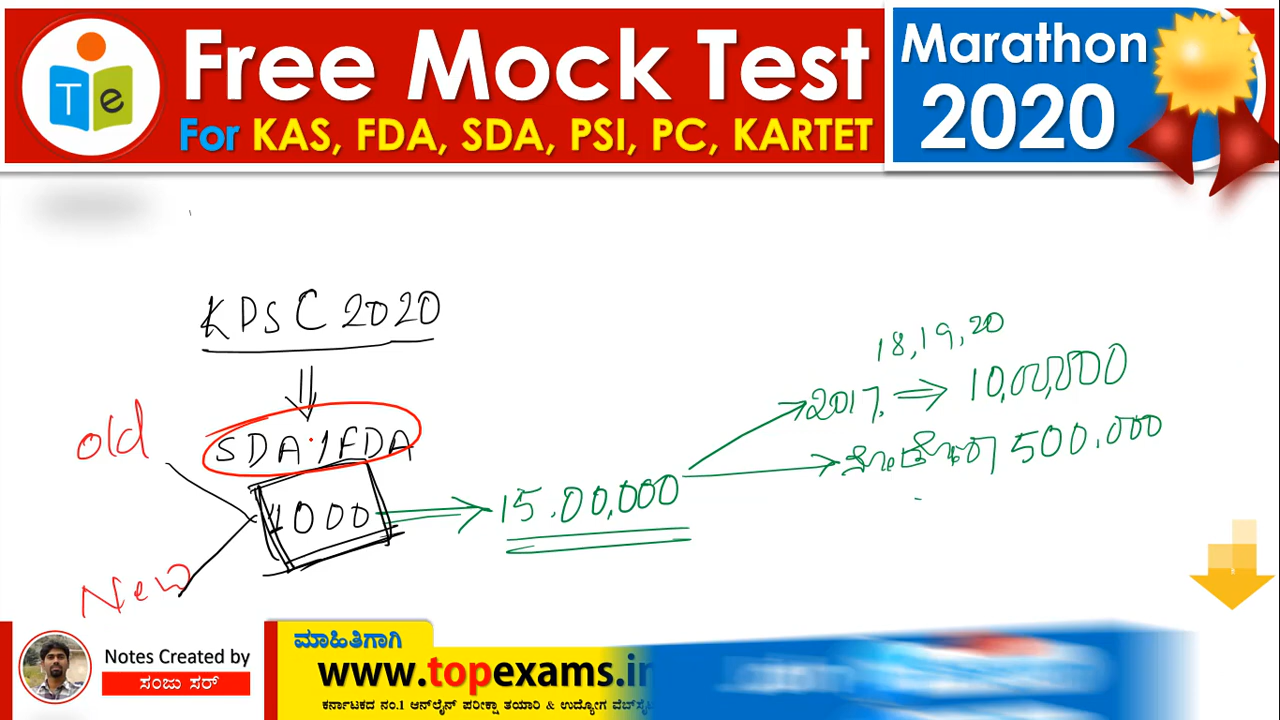 Te
Free Mock Test
For KAS, FDA, SDA, PSI, PC, KARTET
Marathon
2020
KPSC 2020
SDA / FDA
1000
old
New
15.00,000
18,19,20
2017. ⇒ 10,00,000
500.000
Notes Created by
ಸಂಜು ಸರ್
ಮಾಹಿತಿಗಾಗಿ
www.topexams.in
ಕರ್ನಾಟಕದ ನಂ.1 ಆನ್‌ಲೈನ್ ಪರೀಕ್ಷಾ ತಯಾರಿ & ಉದ್ಯೋಗ ವೆಬ್‌ಸೈಟ್